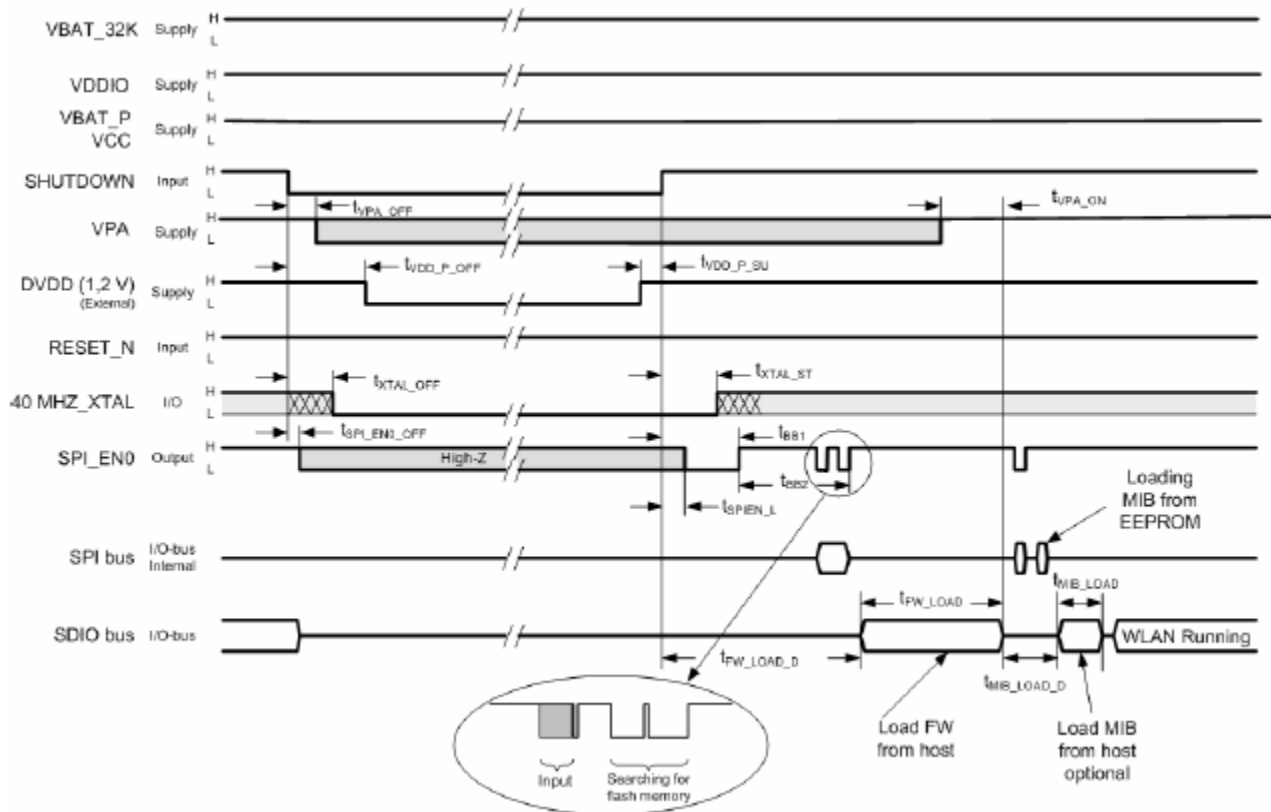 VBAT_32K Supply H
L
VDDIO Supply H
L
VBAT_P
VCC Supply H
L
SHUTDOWN Input H
L
tVPA_OFF tVPA_ON
VPA Supply H
L
tVDD_P_OFF tVDD_P_SU
DVDD (1,2 V)
(External) Supply H
L
RESET_N Input H
L
tXTAL_OFF tXTAL_ST
40 MHZ_XTAL I/O H
L
tSPI_EN0_OFF tBB1
SPI_EN0 Output H
L
High-Z
tBB2
tSPIEN_L
Loading
MIB from
EEPROM
SPI bus I/O-bus
Internal
tMIB_LOAD
tFW_LOAD
SDIO bus I/O-bus WLAN Running
tFW_LOAD_D
tMIB_LOAD_D
Load FW
from host
Load MIB
from host
optional
Input
Searching for
flash memory